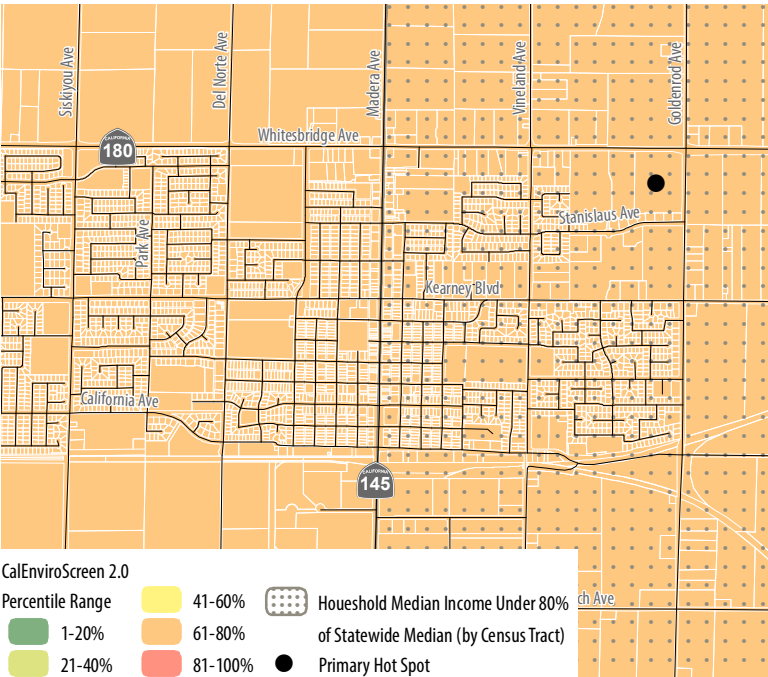 Siskiyou Ave
Del Norte Ave
Madera Ave
Vineland Ave
Goldenrod Ave
CALIFORNIA
180
Whitesbridge Ave
Park Ave
Stanislaus Ave
Kearney Blvd
California Ave
CALIFORNIA
145
ch Ave
CalEnviroScreen 2.0
Percentile Range
1-20%
21-40%
41-60%
61-80%
81-100%
Houeshold Median Income Under 80%
of Statewide Median (by Census Tract)
Primary Hot Spot